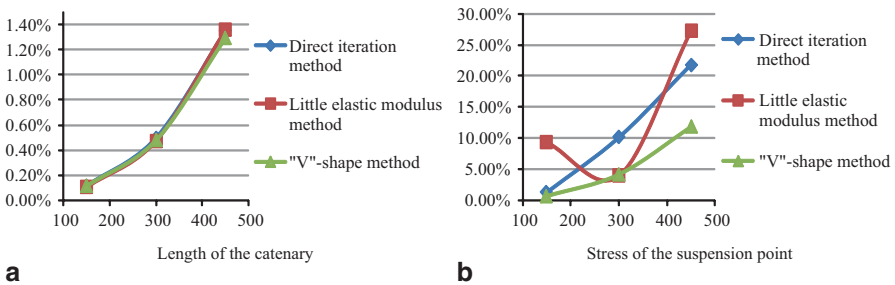 1.40%
1.20%
1.00%
0.80%
0.60%
0.40%
0.20%
0.00%
100 200 300 400 500
Direct iteration
method
Little elastic modulus
method
"V"-shape method
Length of the catenary
a
30.00%
25.00%
20.00%
15.00%
10.00%
5.00%
0.00%
100 200 300 400 500
Direct iteration
method
Little elastic
modulus method
"V"-shape method
Stress of the suspension point
b